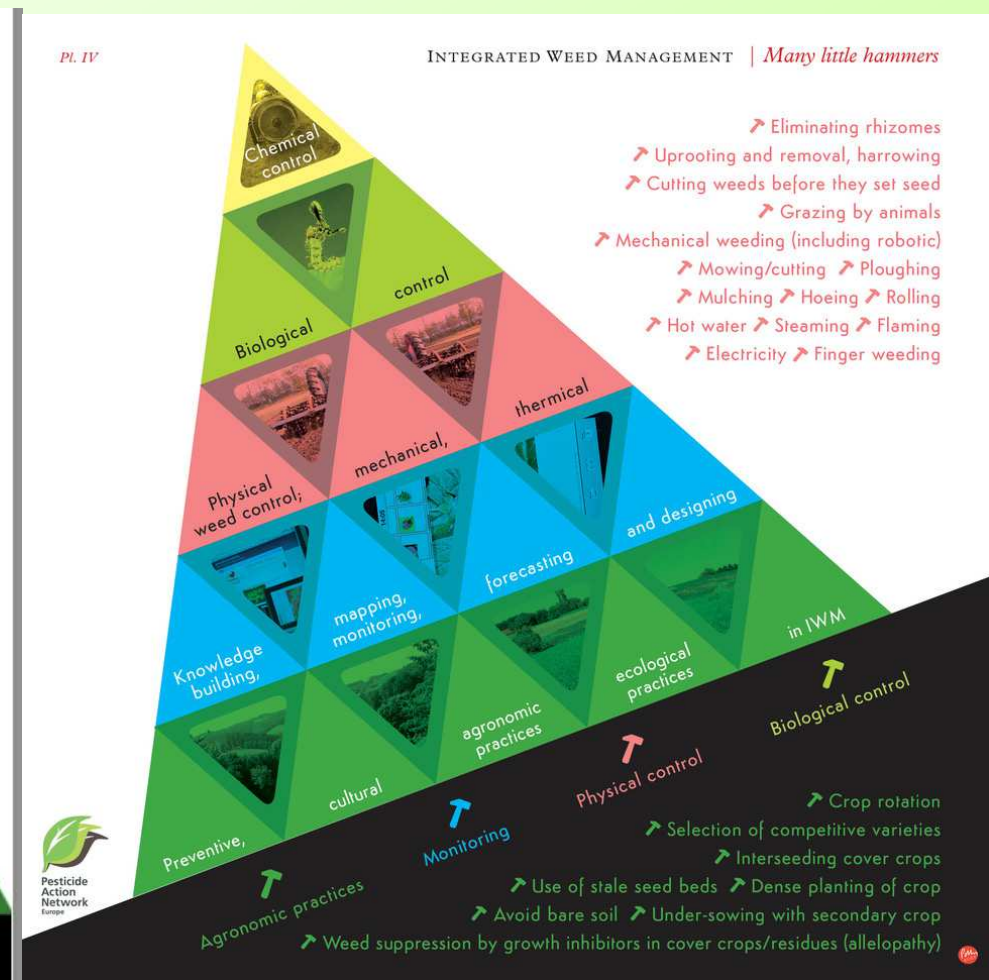 Pl. IV
INTEGRATED WEED MANAGEMENT | Many little hammers
Eliminating rhizomes
Uprooting and removal, harrowing
Cutting weeds before they set seed
Grazing by animals
Mechanical weeding (including robotic)
Mowing/cutting Ploughing
Mulching Hoeing Rolling
Hot water Steaming Flaming
Electricity Finger weeding
Chemical
control
Biological control
Physical
weed control; mechanical, thermical
Knowledge
building, mapping,
monitoring, forecasting and designing
Preventive, cultural agronomic
practices ecological
practices in IWM
Agronomic practices
Monitoring
Physical control
Biological control
Crop rotation
Selection of competitive varieties
Interseeding cover crops
Use of stale seed beds Dense planting of crop
Avoid bare soil Under-sowing with secondary crop
Weed suppression by growth inhibitors in cover crops/residues (allelopathy)
Pesticide
Action
Network
Europe